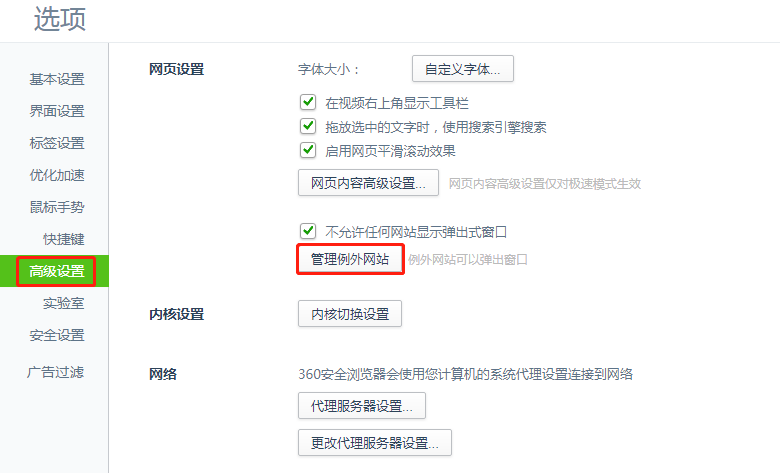 选项
基本设置
界面设置
标签设置
优化加速
鼠标手势
快捷键
高级设置
实验室
安全设置
广告过滤
网页设置
字体大小：
自定义字体...
在视频右上角显示工具栏
拖放选中的文字时，使用搜索引擎搜索
启用网页平滑滚动效果
网页内容高级设置...
网页内容高级设置仅对极速模式生效
不允许任何网站显示弹出式窗口
管理例外网站
例外网站可以弹出窗口
内核设置
内核切换设置
网络
360安全浏览器会使用您计算机的系统代理设置连接到网络
代理服务器设置...
更改代理服务器设置...